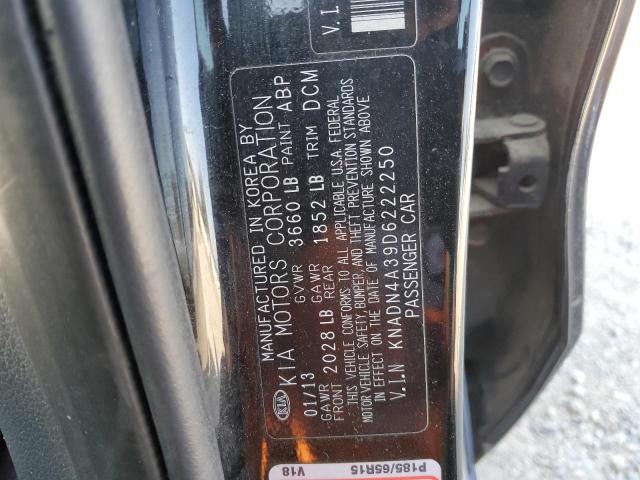 V.I.
MANUFACTURED IN KOREA BY
KIA KIA MOTORS CORPORATION
01/13 GVWR 3660 LB PAINT ABP
GAWR FRONT 2028 LB GAWR REAR 1852 LB TRIM DCM
THIS VEHICLE CONFORMS TO ALL APPLICABLE U.S.A. FEDERAL
MOTOR VEHICLE SAFETY, BUMPER, AND THEFT PREVENTION STANDARDS
IN EFFECT ON THE DATE OF MANUFACTURE SHOWN ABOVE
V.I.N KNADN4A39D6222250
PASSENGER CAR
P185/65R15
V18